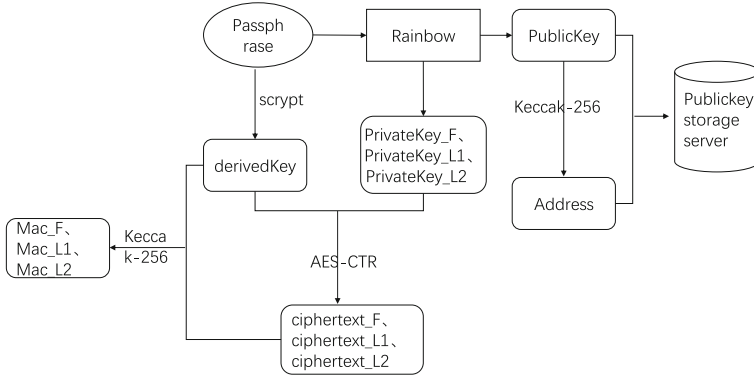 Passph
rase
Rainbow
PublicKey
Publickey
storage
server
scrypt
Keccak-256
PrivateKey_F、
PrivateKey_L1、
PrivateKey_L2
derivedKey
Address
Mac_F、
Mac_L1、
Mac_L2
Kecca
k-256
AES-CTR
ciphertext_F、
ciphertext_L1、
ciphertext_L2